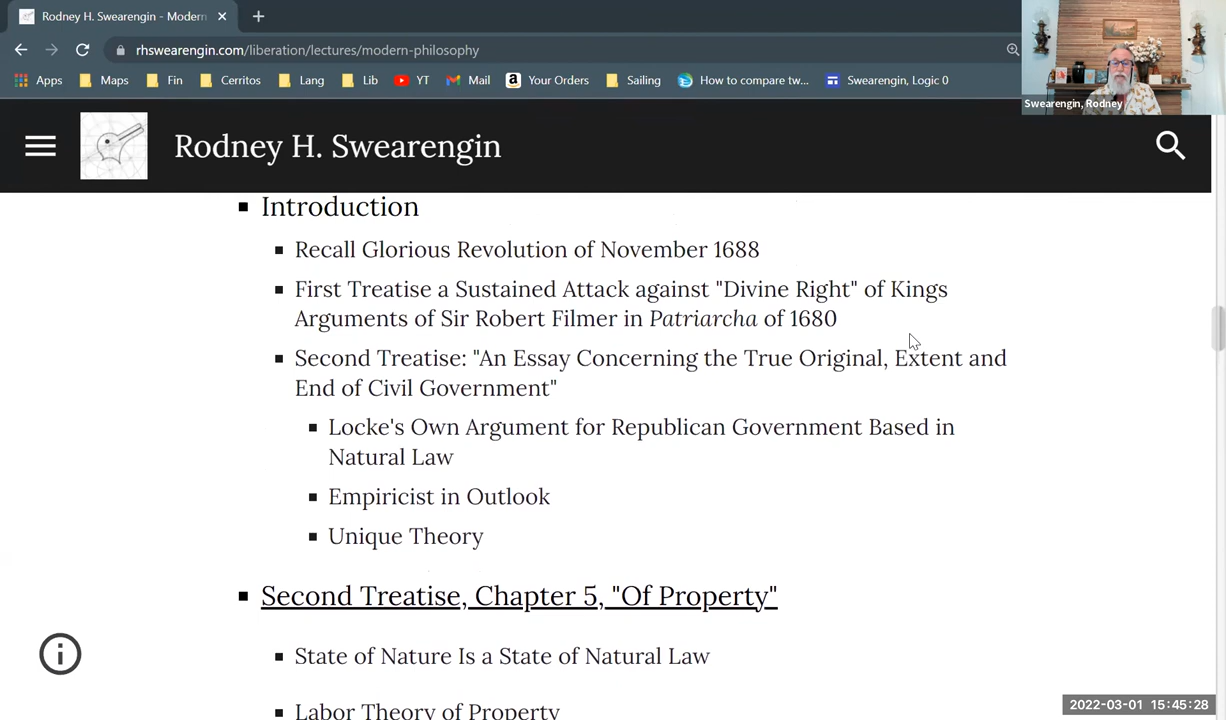 Rodney H. Swearengin - Modern
rhswearengin.com/liberation/lectures/modern-philosophy
Apps Maps Fin Cerritos Lang Lib YT Mail Your Orders Sailing How to compare tw... Swearengin, Logic 0
Swearengin, Rodney
Rodney H. Swearengin
Introduction
Recall Glorious Revolution of November 1688
First Treatise a Sustained Attack against "Divine Right" of Kings
Arguments of Sir Robert Filmer in Patriarcha of 1680
Second Treatise: "An Essay Concerning the True Original, Extent and
End of Civil Government"
Locke's Own Argument for Republican Government Based in
Natural Law
Empiricist in Outlook
Unique Theory
Second Treatise, Chapter 5, "Of Property"
State of Nature Is a State of Natural Law
Labor Theory of Property
2022-03-01 15:45:28